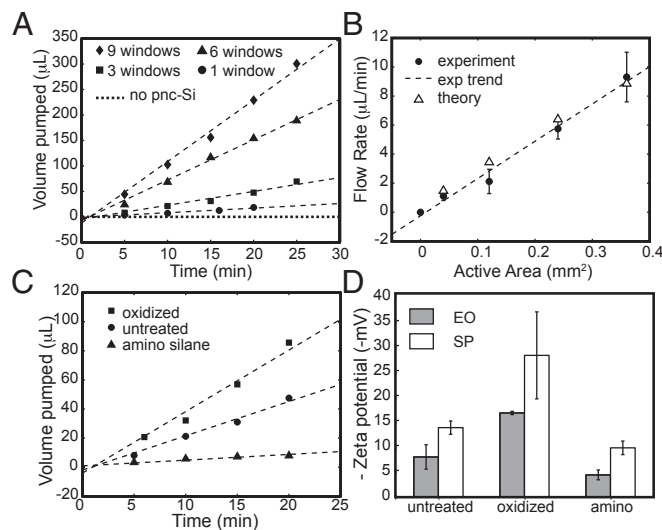 A
Volume pumped (μL)
350
300
250
200
150
100
50
0
-50
9 windows
6 windows
3 windows
1 window
no pnc-Si
0
5
10
15
20
25
30
Time (min)
B
Flow Rate (μL/min)
12
10
8
6
4
2
0
-2
experiment
exp trend
theory
0
0.1
0.2
0.3
0.4
Active Area (mm²)
C
Volume pumped (μL)
120
100
80
60
40
20
0
-20
oxidized
untreated
amino silane
0
5
10
15
20
25
Time (min)
D
- Zeta potential (-mV)
40
35
30
25
20
15
10
5
0
EO
SP
untreated
oxidized
amino